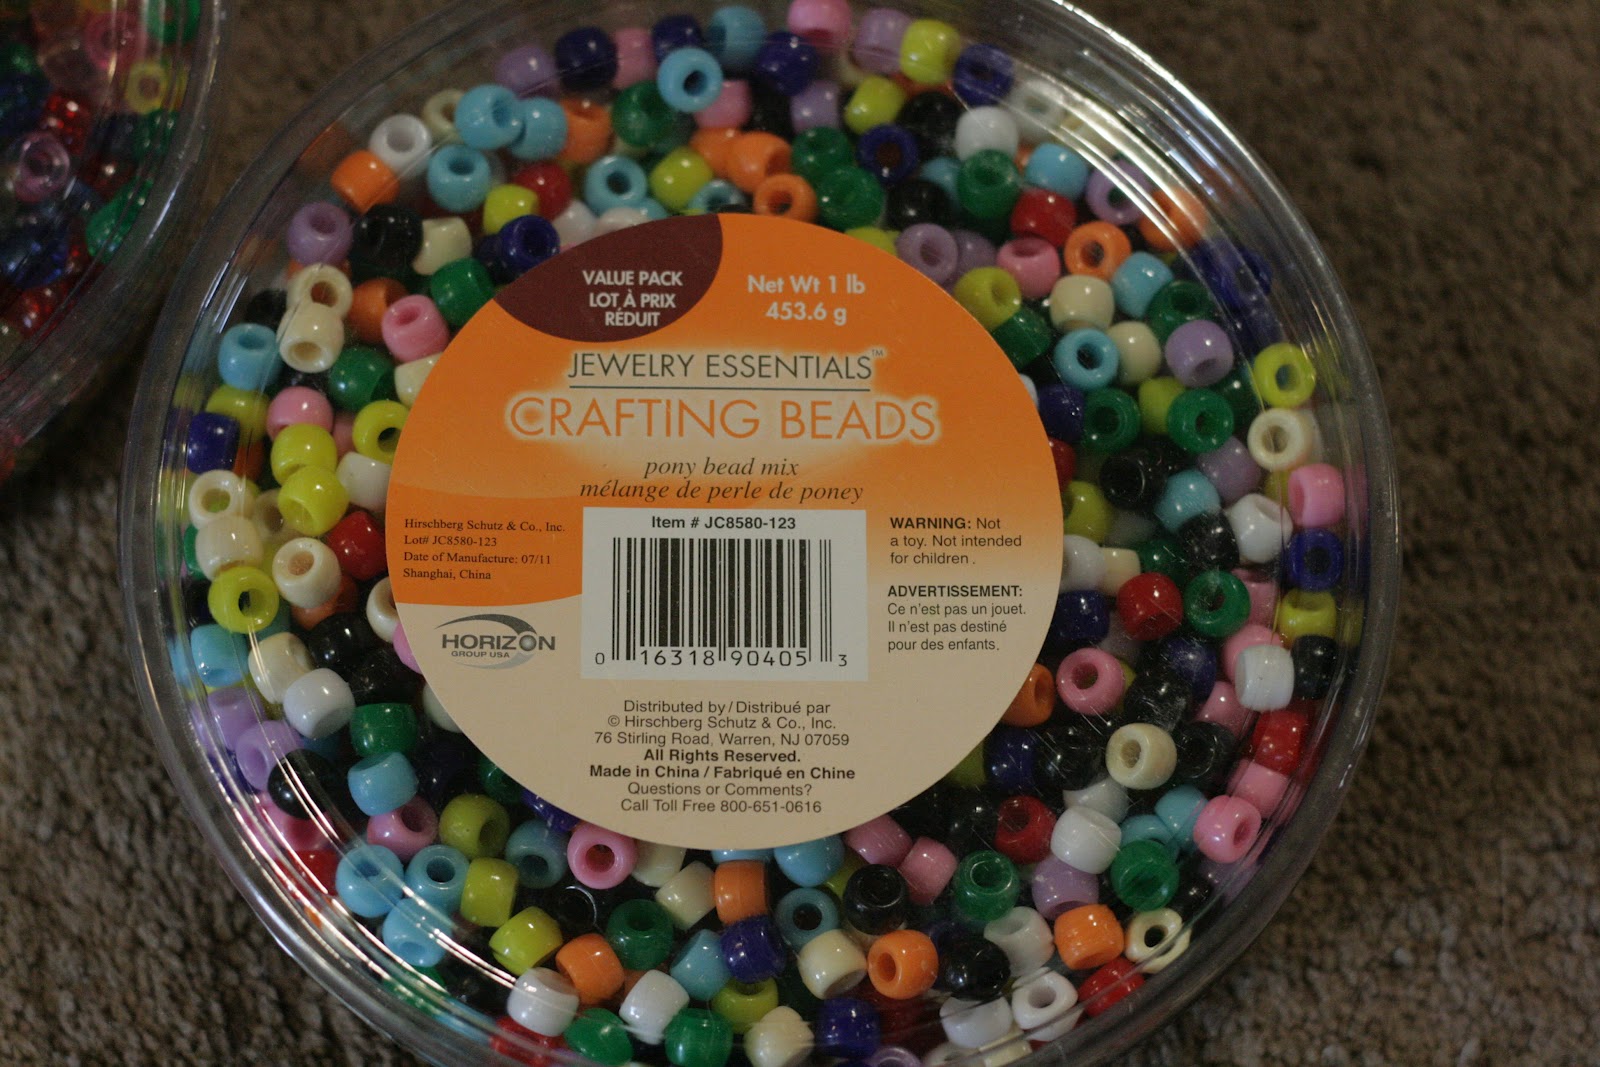 VALUE PACK
LOT À PRIX
RÉDUIT
Net Wt 1 lb
453.6 g
JEWELRY ESSENTIALS™
CRAFTING BEADS
pony bead mix
mélange de perle de poney
Hirschberg Schutz & Co., Inc.
Lot# JC8580-123
Date of Manufacture: 07/11
Shanghai, China
HORIZON
GROUP USA
Item # JC8580-123
0 16318 90405 3
WARNING: Not
a toy. Not intended
for children .
ADVERTISSEMENT:
Ce n'est pas un jouet.
Il n'est pas destiné
pour des enfants.
Distributed by / Distribué par
© Hirschberg Schutz & Co., Inc.
76 Stirling Road, Warren, NJ 07059
All Rights Reserved.
Made in China / Fabriqué en Chine
Questions or Comments?
Call Toll Free 800-651-0616